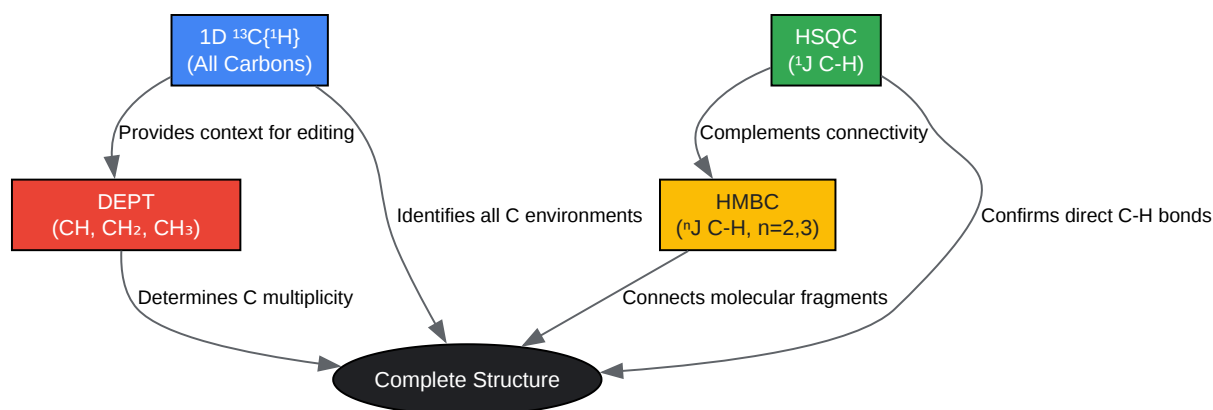 1D ¹³C{¹H}
(All Carbons)
HSQC
(¹J C-H)
Provides context for editing
Complements connectivity
DEPT
(CH, CH₂, CH₃)
HMBC
(ⁿJ C-H, n=2,3)
Identifies all C environments
Confirms direct C-H bonds
Determines C multiplicity
Connects molecular fragments
Complete Structure